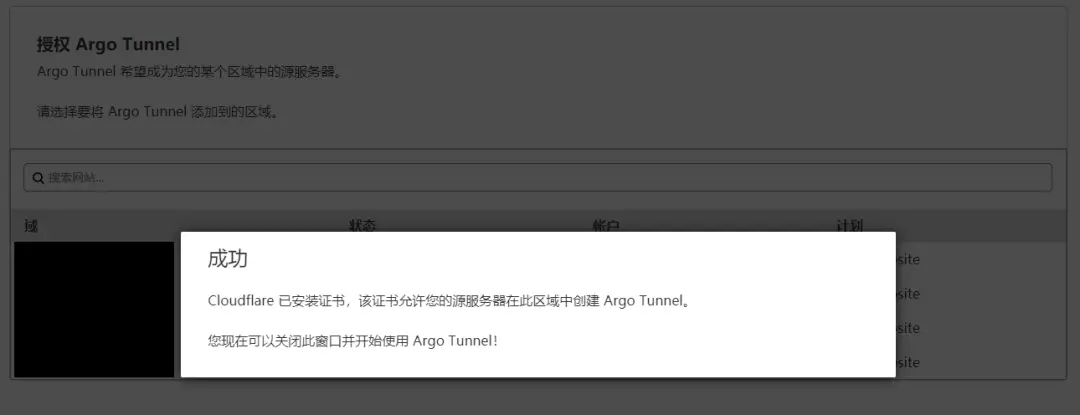 授权 Argo Tunnel
Argo Tunnel 希望成为您的某个区域中的源服务器。
请选择要将 Argo Tunnel 添加到的区域。
搜索网站...
域 状态 帐户 计划
成功
Cloudflare 已安装证书，该证书允许您的源服务器在此区域中创建 Argo Tunnel。
您现在可以关闭此窗口并开始使用 Argo Tunnel！
site
site
site
site